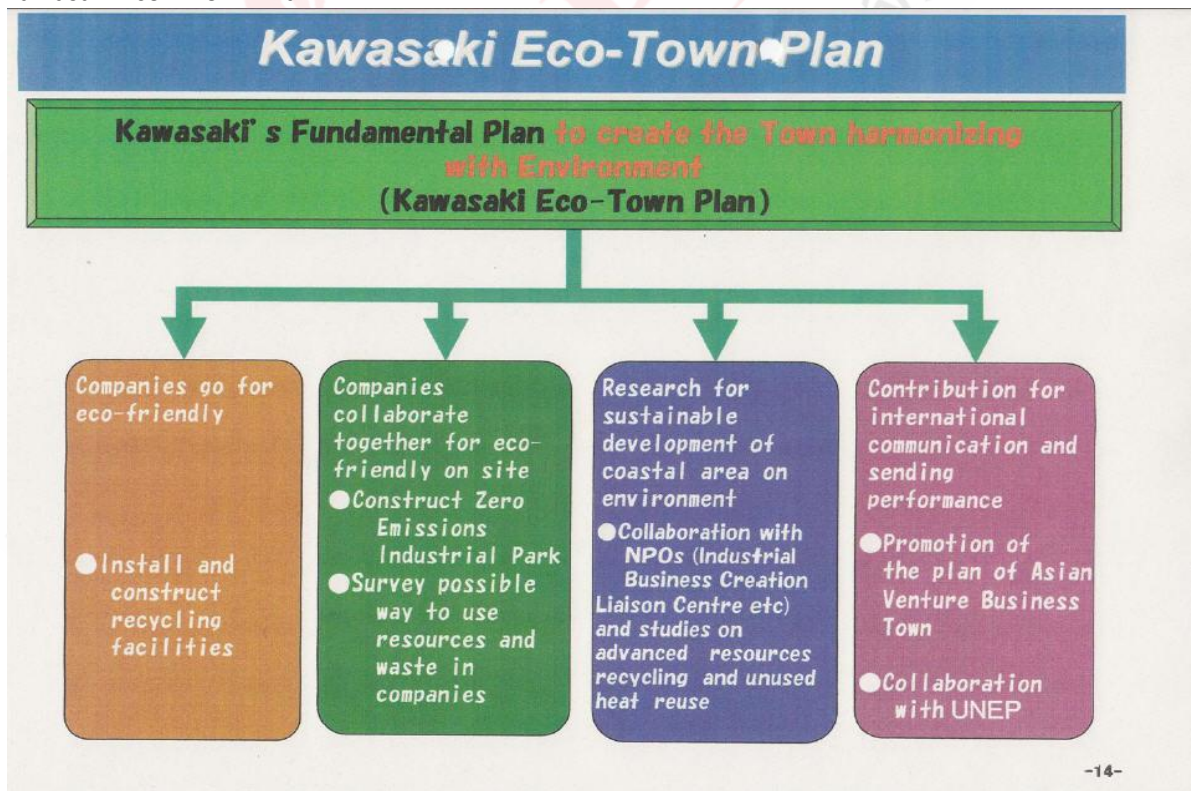 Kawasaki Eco-Town Plan
Kawasaki's Fundamental Plan to create the Town harmonizing
with Environment
(Kawasaki Eco-Town Plan)
Companies go for
eco-friendly
●Install and
construct
recycling
facilities
Companies
collaborate
together for eco-
friendly on site
●Construct Zero
Emissions
Industrial Park
●Survey possible
way to use
resources and
waste in
companies
Research for
sustainable
development of
coastal area on
environment
●Collaboration with
NPOs (Industrial
Business Creation
Liaison Centre etc)
and studies on
advanced resources
recycling and unused
heat reuse
Contribution for
international
communication and
sending
performance
●Promotion of
the plan of Asian
Venture Business
Town
●Collaboration
with UNEP
-14-